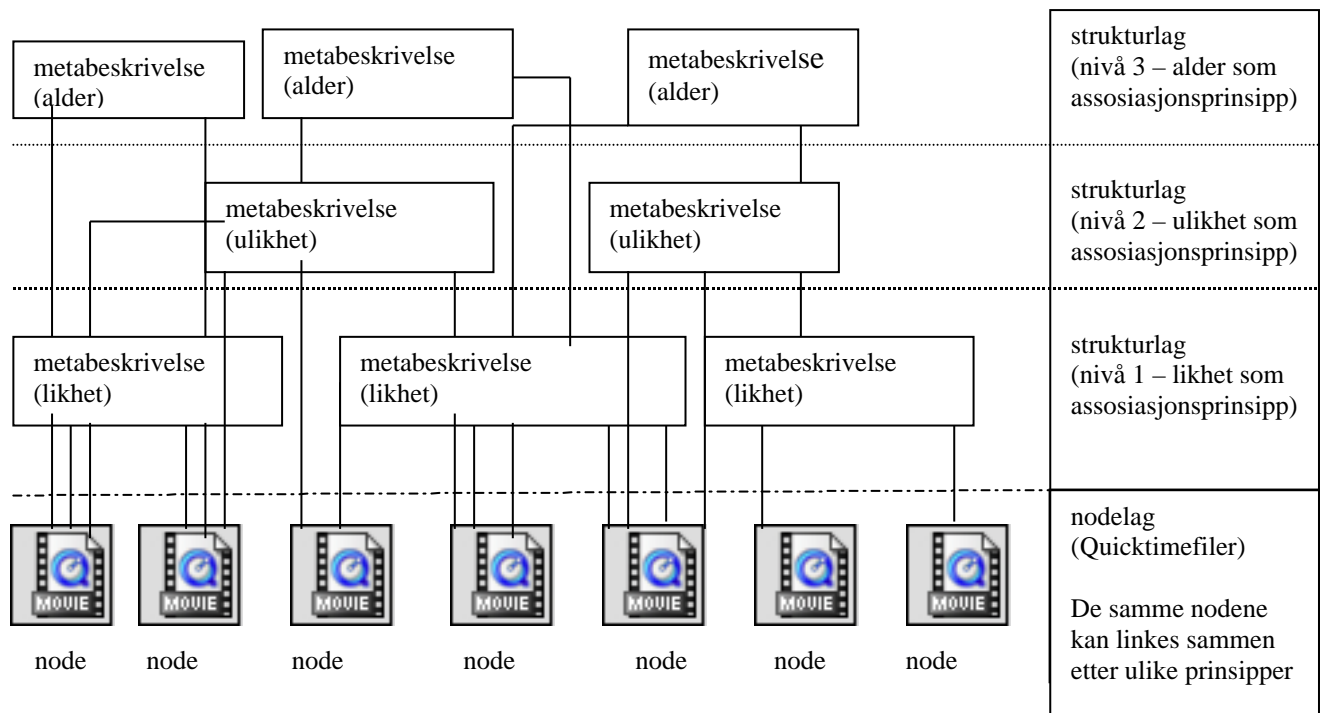 metabeskrivelse
(alder)
metabeskrivelse
(alder)
metabeskrivelse
(alder)
strukturlag
(nivå 3 – alder som
assosiasjonsprinsipp)
metabeskrivelse
(ulikhet)
metabeskrivelse
(ulikhet)
strukturlag
(nivå 2 – ulikhet som
assosiasjonsprinsipp)
metabeskrivelse
(likhet)
metabeskrivelse
(likhet)
metabeskrivelse
(likhet)
strukturlag
(nivå 1 – likhet som
assosiasjonsprinsipp)
MOVIE
MOVIE
MOVIE
MOVIE
MOVIE
MOVIE
MOVIE
node
node
node
node
node
node
node
nodelag
(Quicktimefiler)
De samme nodene
kan linkes sammen
etter ulike prinsipper